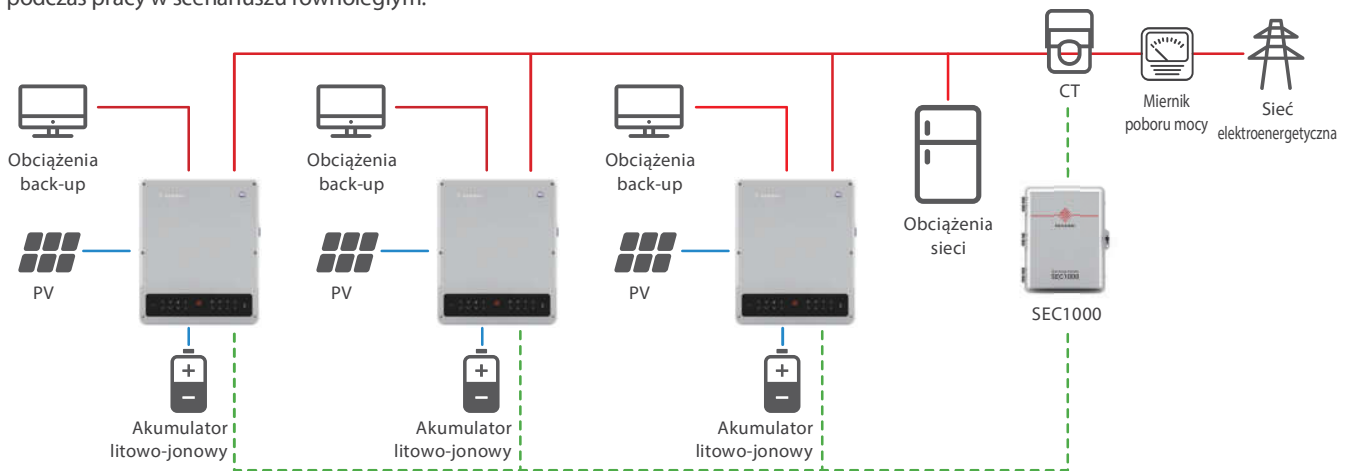 podczas pracy w scenariuszu równoległym.
CT
Miernik
poboru mocy
Sieć
elektroenergetyczna
Obciążenia
back-up
Obciążenia
back-up
Obciążenia
back-up
Obciążenia
sieci
PV
PV
PV
SEC1000
SEC1000
Akumulator
litowo-jonowy
Akumulator
litowo-jonowy
Akumulator
litowo-jonowy